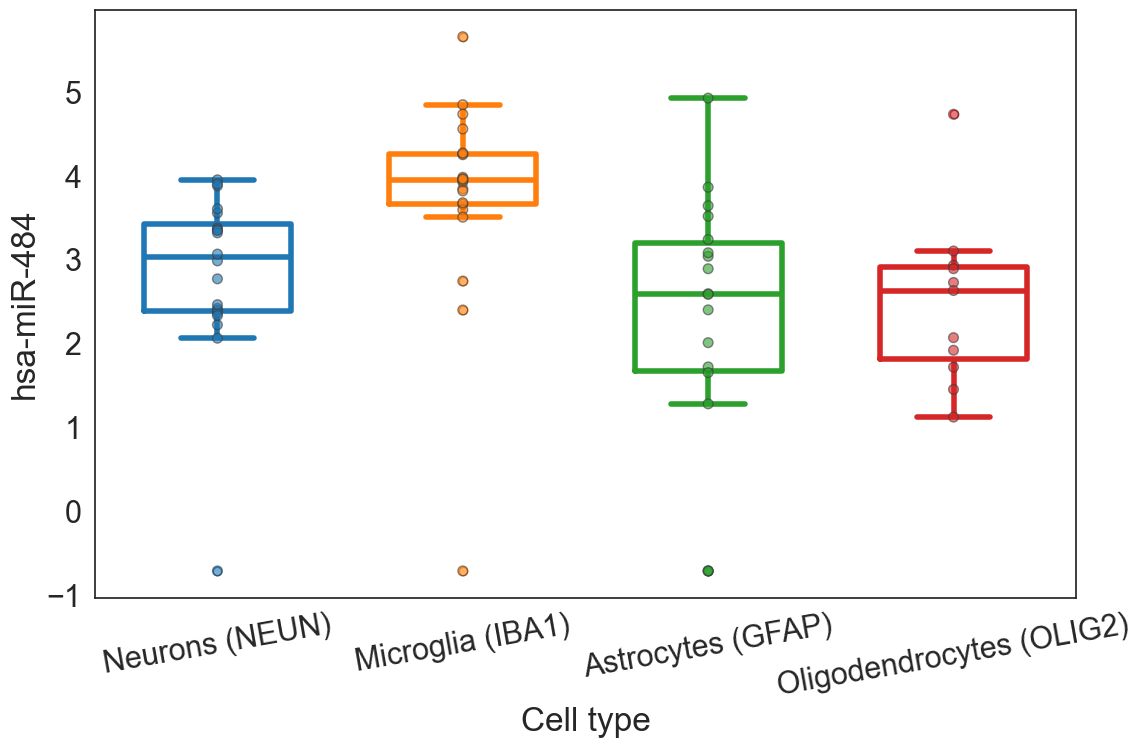 hsa-miR-484
5
4
3
2
1
0
−1
Neurons (NEUN)
Microglia (IBA1)
Astrocytes (GFAP)
Oligodendrocytes (OLIG2)
Cell type